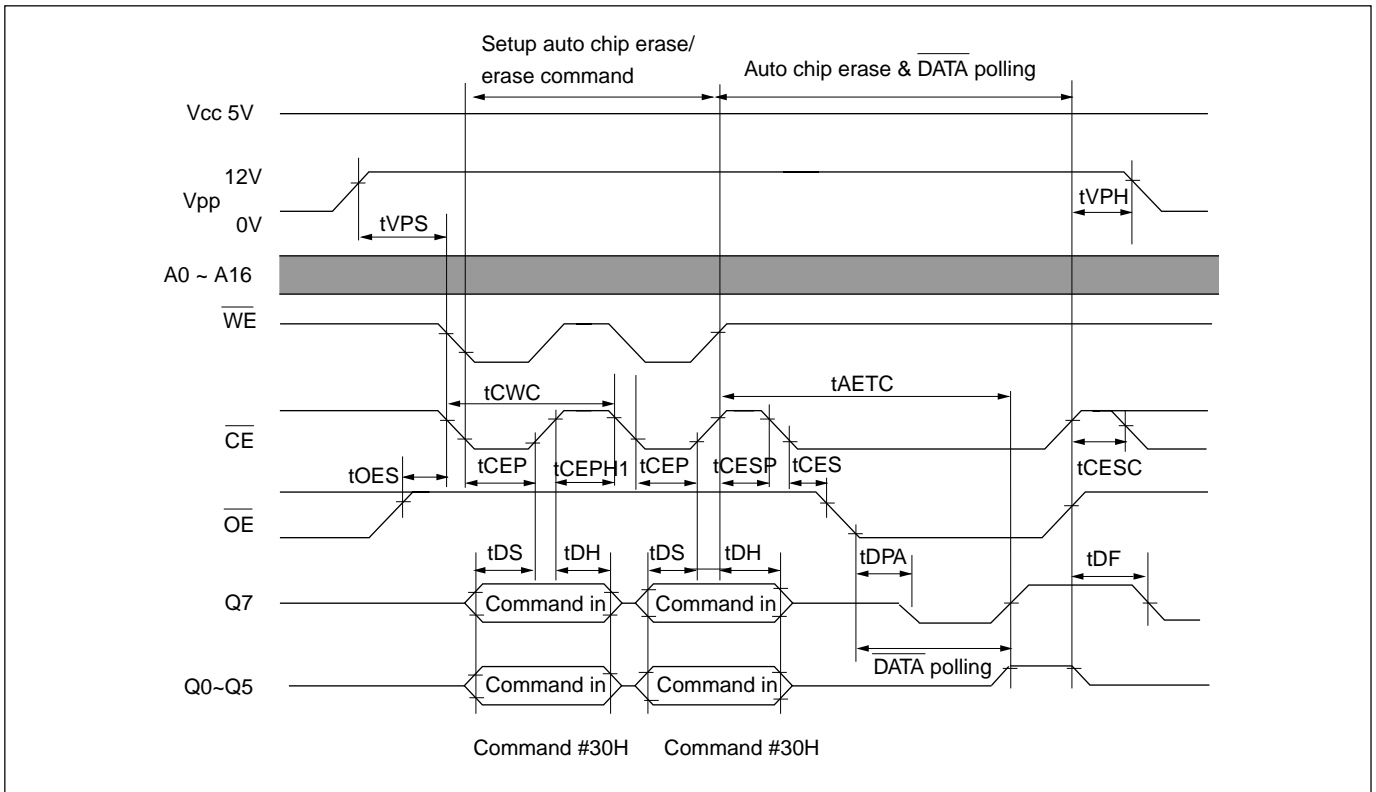 Setup auto chip erase/
erase command
Auto chip erase & DATA polling
Vcc 5V
12V
Vpp
0V
tVPS
tVPH
A0 ~ A16
WE
tCWC
tAETC
CE
tOES
tCEP
tCEPH1
tCEP
tCESP
tCES
tCESC
OE
tDS
tDH
tDS
tDH
tDPA
tDF
Q7
Command in
Command in
DATA polling
Q0~Q5
Command in
Command in
Command #30H
Command #30H